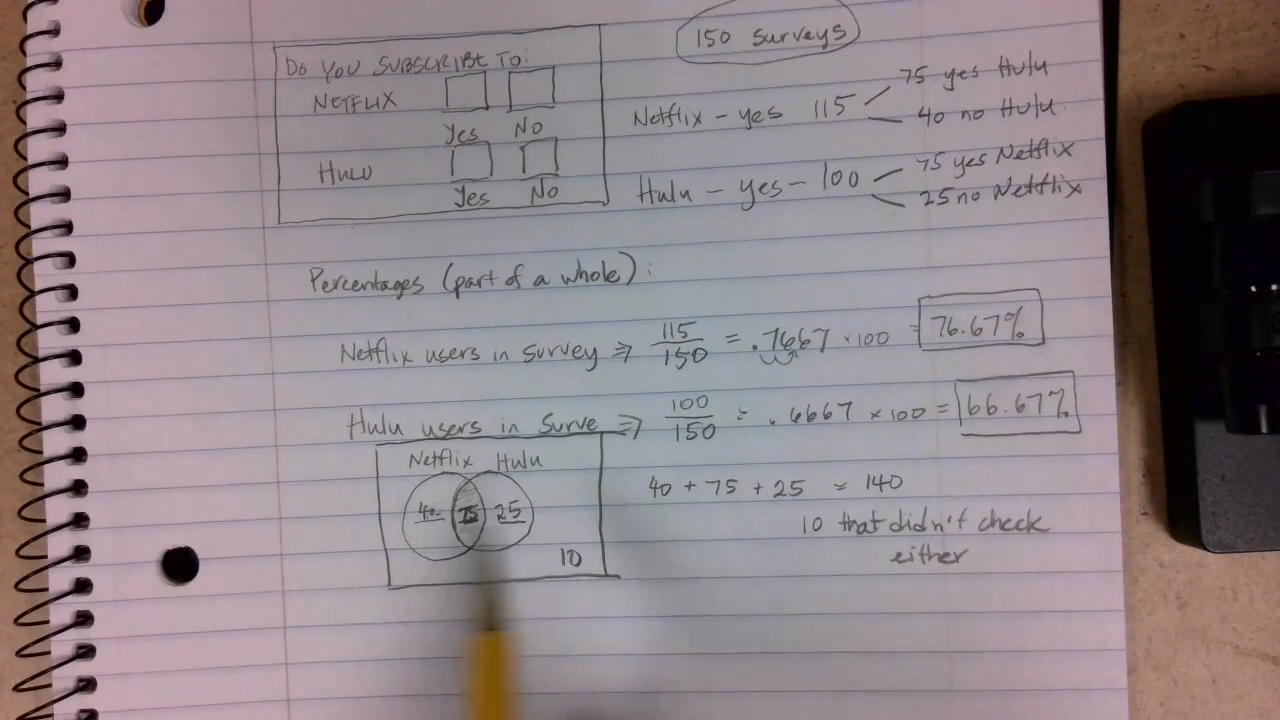 150 surveys
DO YOU SUBSCRIBE TO:
NETFLIX
Yes No
HULU
Yes No
Netflix - yes 115
75 yes Hulu
40 no Hulu
Hulu - yes - 100
75 yes Netflix
25 no Netflix
Percentages (part of a whole):
Netflix users in survey ⇒ 115/150 = .7667 × 100 = 76.67%
Hulu users in Surve ⇒ 100/150 = .6667 × 100 = 66.67%
Netflix Hulu
40 75 25
10
40 + 75 + 25 = 140
10 that didn't check
either